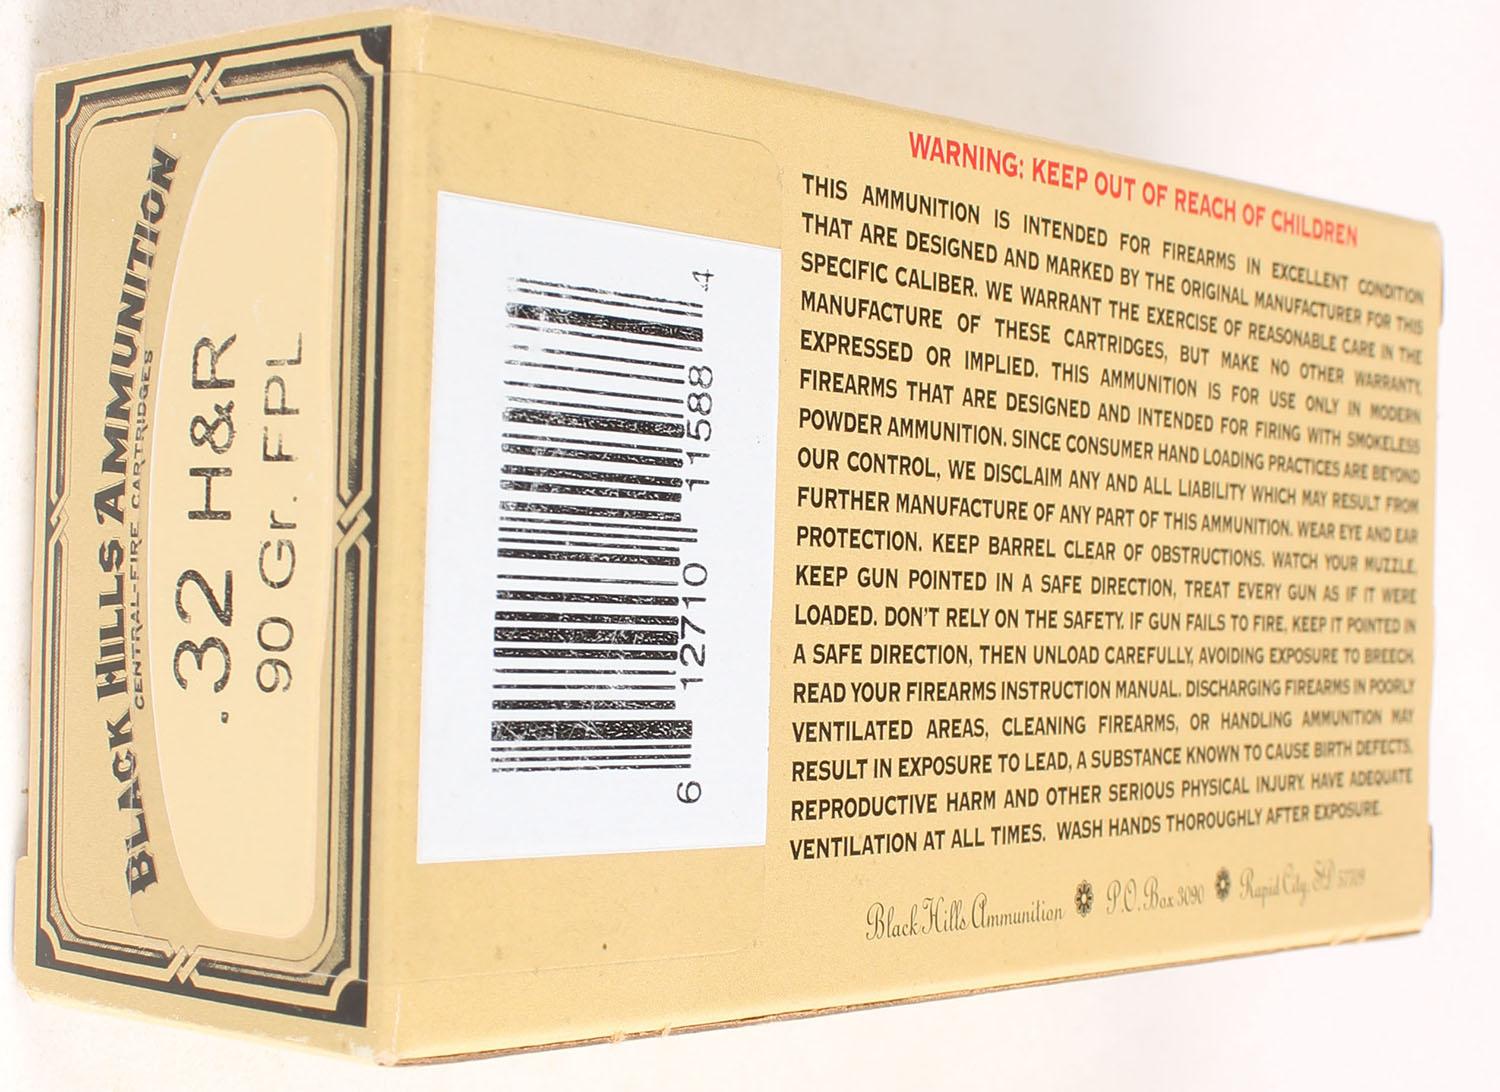 BLACK HILLS AMMUNITION
CENTRAL-FIRE CARTRIDGES
.32 H&R
90 Gr. FPL
6 12710 11588 4
WARNING: KEEP OUT OF REACH OF CHILDREN
THIS AMMUNITION IS INTENDED FOR FIREARMS IN EXCELLENT CONDITION
THAT ARE DESIGNED AND MARKED BY THE ORIGINAL MANUFACTURER FOR THIS
SPECIFIC CALIBER. WE WARRANT THE EXERCISE OF REASONABLE CARE IN THE
MANUFACTURE OF THESE CARTRIDGES, BUT MAKE NO OTHER WARRANTY,
EXPRESSED OR IMPLIED. THIS AMMUNITION IS FOR USE ONLY IN MODERN
FIREARMS THAT ARE DESIGNED AND INTENDED FOR FIRING WITH SMOKELESS
POWDER AMMUNITION. SINCE CONSUMER HAND LOADING PRACTICES ARE BEYOND
OUR CONTROL, WE DISCLAIM ANY AND ALL LIABILITY WHICH MAY RESULT FROM
FURTHER MANUFACTURE OF ANY PART OF THIS AMMUNITION. WEAR EYE AND EAR
PROTECTION. KEEP BARREL CLEAR OF OBSTRUCTIONS. WATCH YOUR MUZZLE.
KEEP GUN POINTED IN A SAFE DIRECTION, TREAT EVERY GUN AS IF IT WERE
LOADED. DON'T RELY ON THE SAFETY. IF GUN FAILS TO FIRE, KEEP IT POINTED IN
A SAFE DIRECTION, THEN UNLOAD CAREFULLY, AVOIDING EXPOSURE TO BREECH.
READ YOUR FIREARMS INSTRUCTION MANUAL. DISCHARGING FIREARMS IN POORLY
VENTILATED AREAS, CLEANING FIREARMS, OR HANDLING AMMUNITION MAY
RESULT IN EXPOSURE TO LEAD, A SUBSTANCE KNOWN TO CAUSE BIRTH DEFECTS,
REPRODUCTIVE HARM AND OTHER SERIOUS PHYSICAL INJURY. HAVE ADEQUATE
VENTILATION AT ALL TIMES. WASH HANDS THOROUGHLY AFTER EXPOSURE.
Black Hills Ammunition P.O. Box 3090 Rapid City, SD 57709